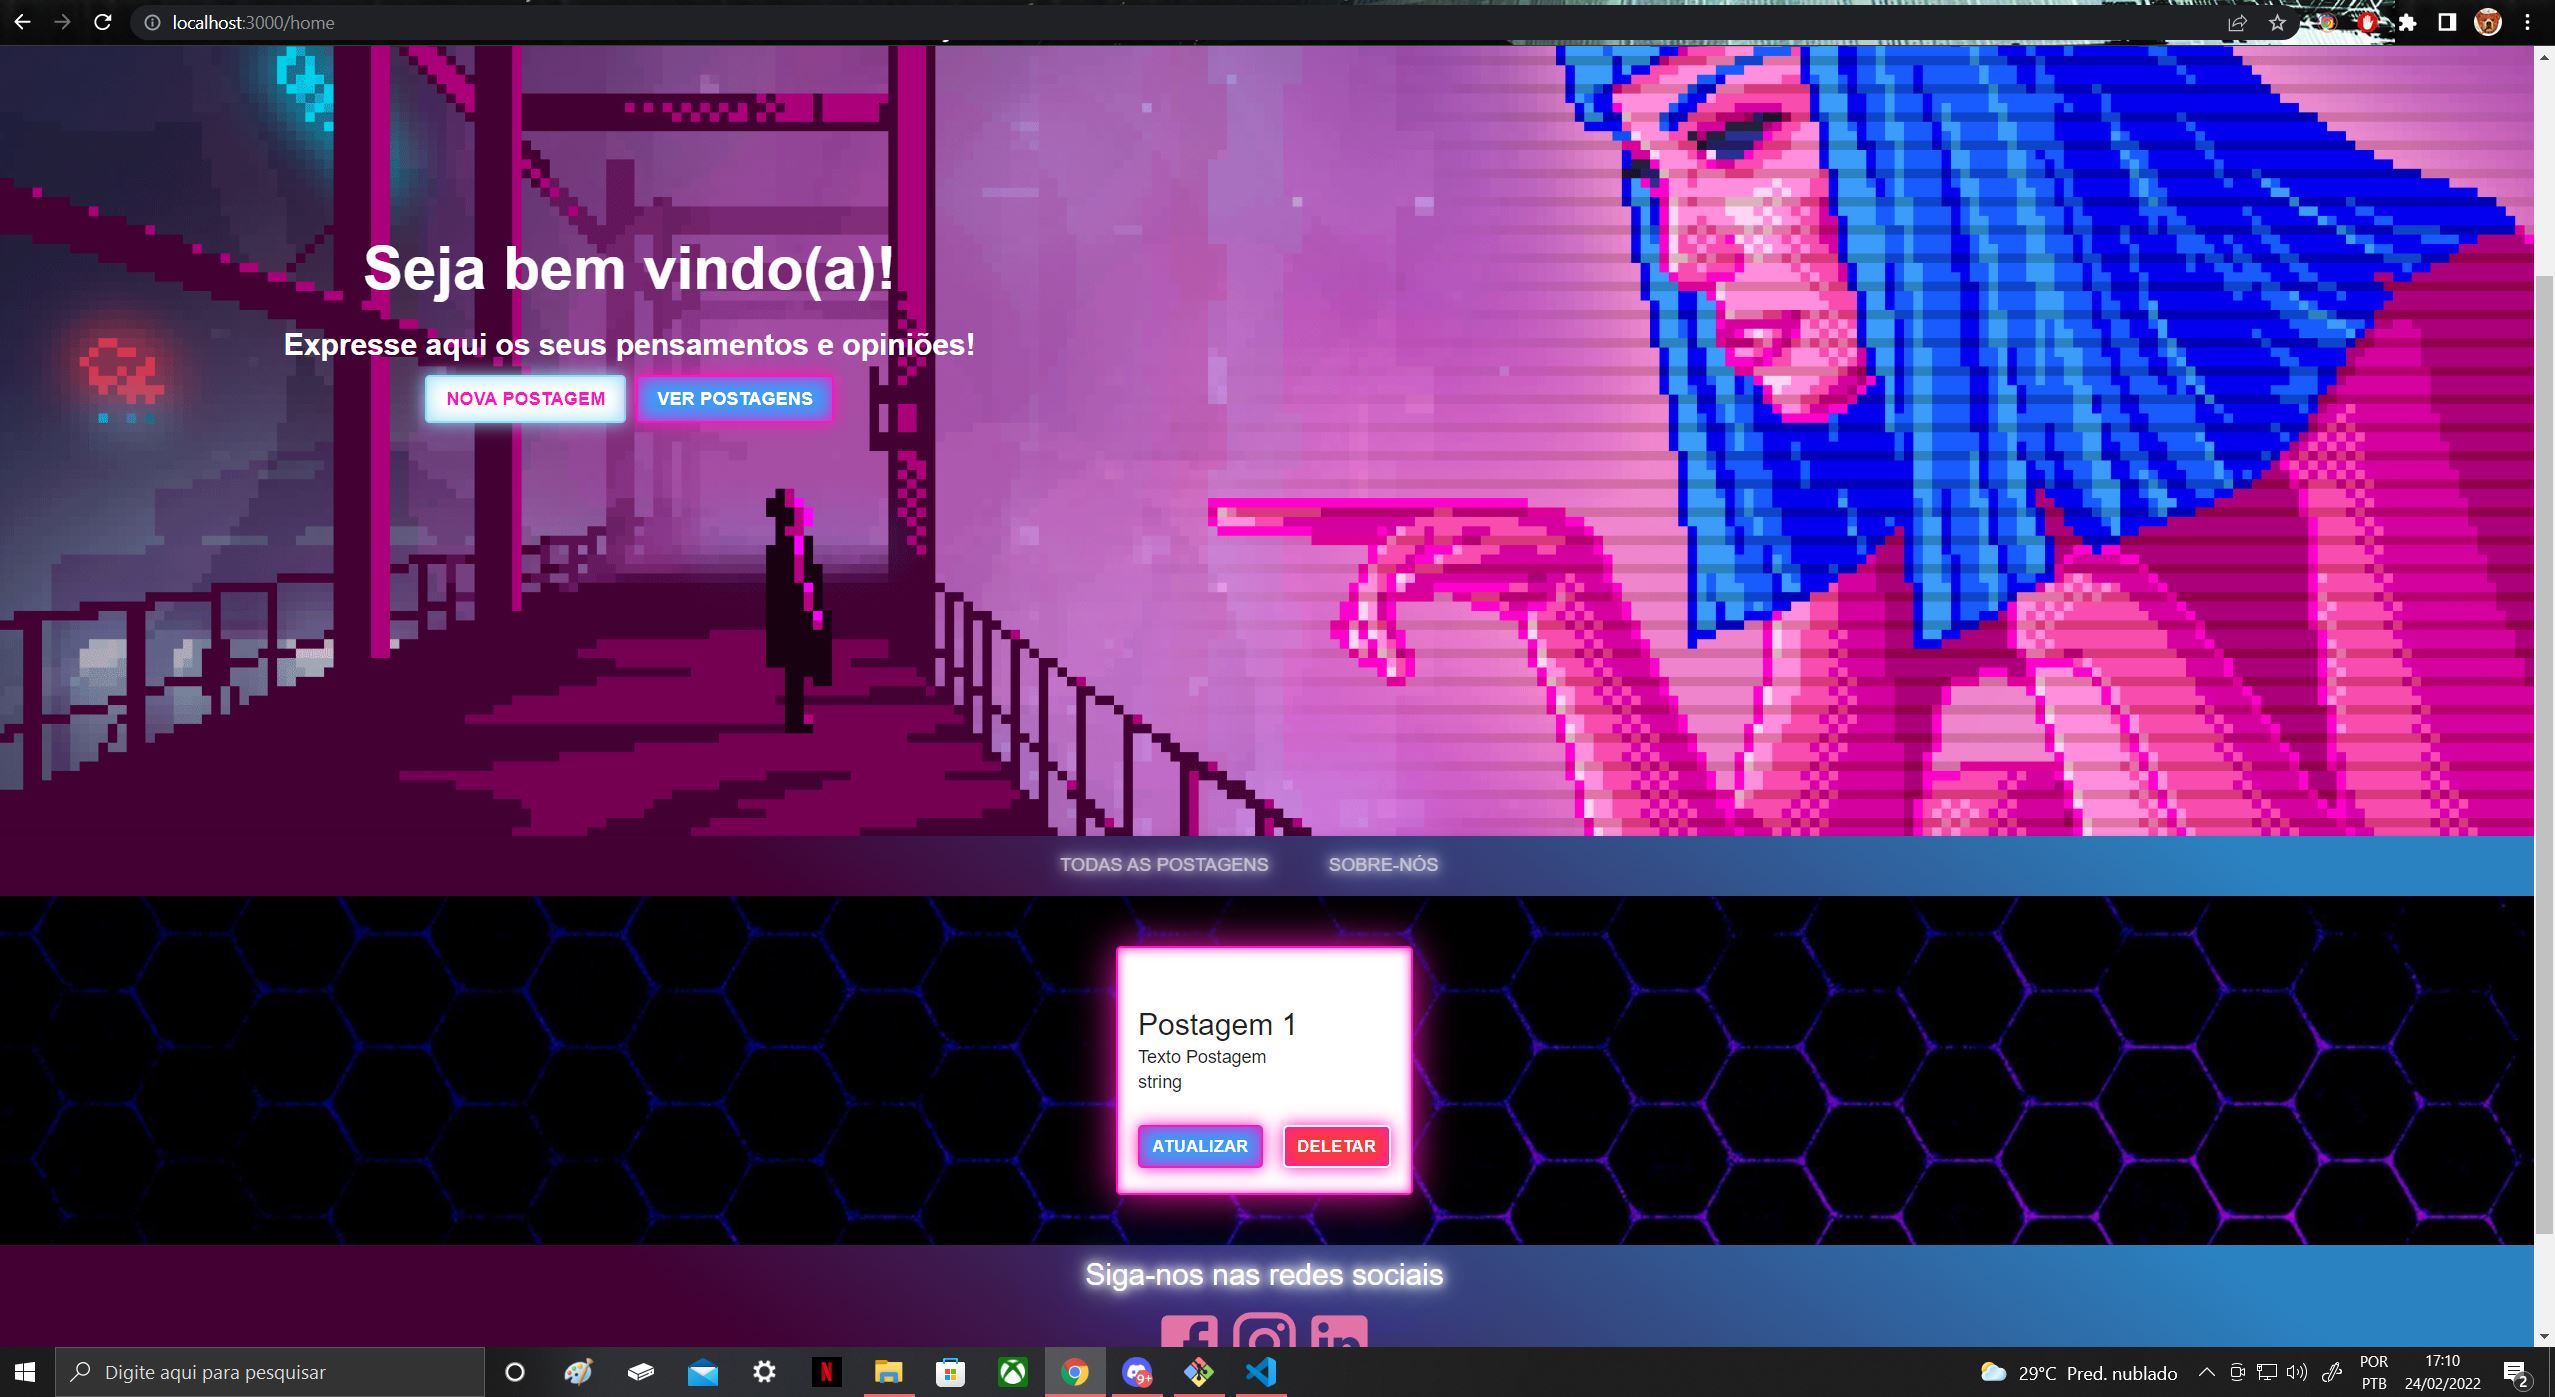 localhost:3000/home
Seja bem vindo(a)!
Expresse aqui os seus pensamentos e opiniões!
NOVA POSTAGEM
VER POSTAGENS
TODAS AS POSTAGENS
SOBRE-NÓS
Postagem 1
Texto Postagem
string
ATUALIZAR
DELETAR
Siga-nos nas redes sociais
Digite aqui para pesquisar
N
9+
29°C Pred. nublado
POR
PTB
17:10
24/02/2022
2